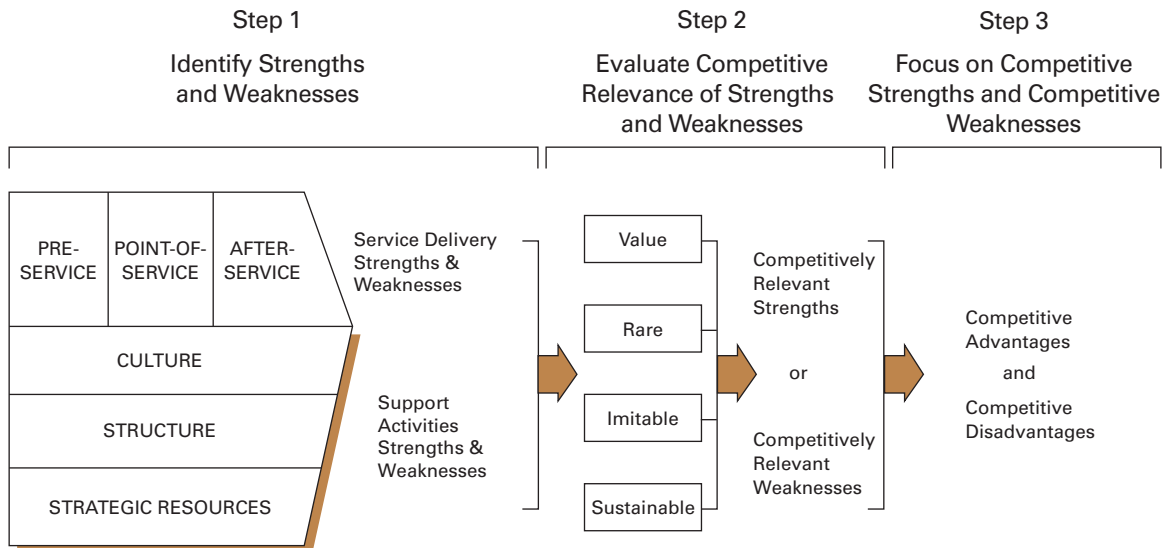 Step 1
Identify Strengths
and Weaknesses
Step 2
Evaluate Competitive
Relevance of Strengths
and Weaknesses
Step 3
Focus on Competitive
Strengths and Competitive
Weaknesses
PRE-
SERVICE
POINT-OF-
SERVICE
AFTER-
SERVICE
CULTURE
STRUCTURE
STRATEGIC RESOURCES
Service Delivery
Strengths &
Weaknesses
Support
Activities
Strengths &
Weaknesses
Value
Rare
Imitable
Sustainable
Competitively
Relevant
Strengths
or
Competitively
Relevant
Weaknesses
Competitive
Advantages
and
Competitive
Disadvantages